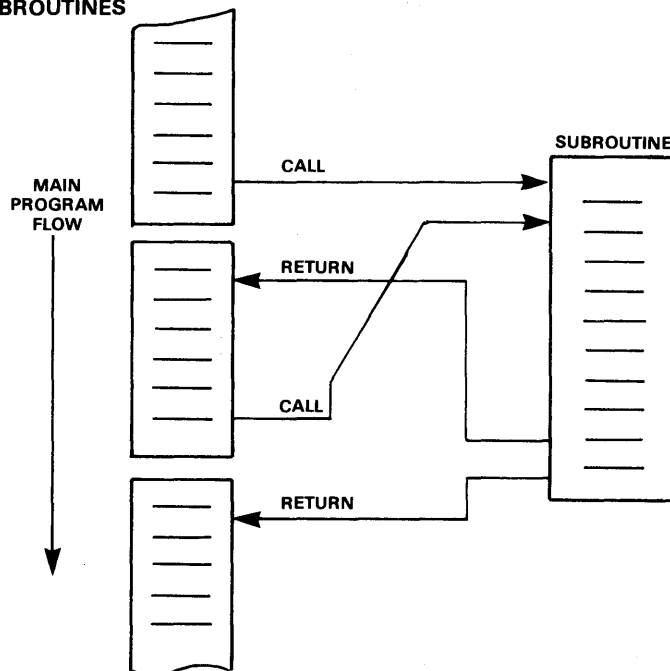 BROUTINES
CALL
SUBROUTINE
MAIN
PROGRAM
FLOW
RETURN
CALL
RETURN